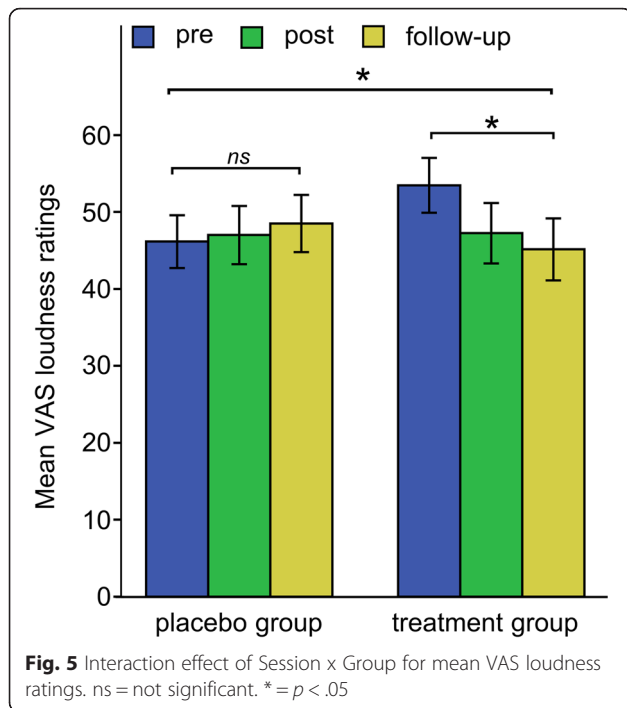 pre post follow-up
*
*
ns
60
50
40
30
20
10
0
Mean VAS loudness ratings
placebo group treatment group
Fig. 5 Interaction effect of Session x Group for mean VAS loudness
ratings. ns = not significant. * = p < .05